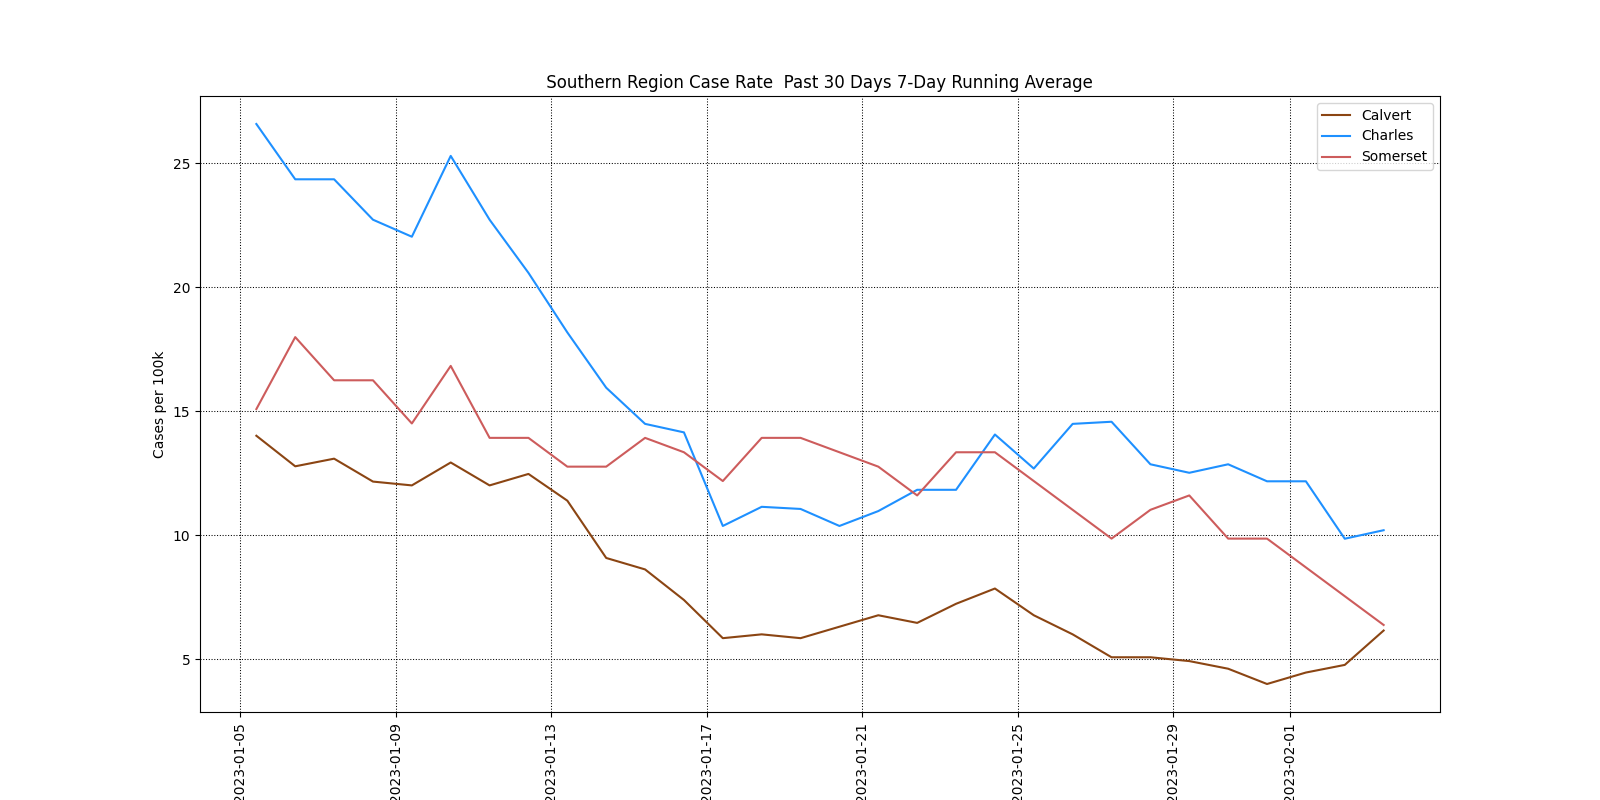 Southern Region Case Rate  Past 30 Days 7-Day Running Average
Calvert
Charles
Somerset
Cases per 100k
25
20
15
10
5
2023-01-05
2023-01-09
2023-01-13
2023-01-17
2023-01-21
2023-01-25
2023-01-29
2023-02-01